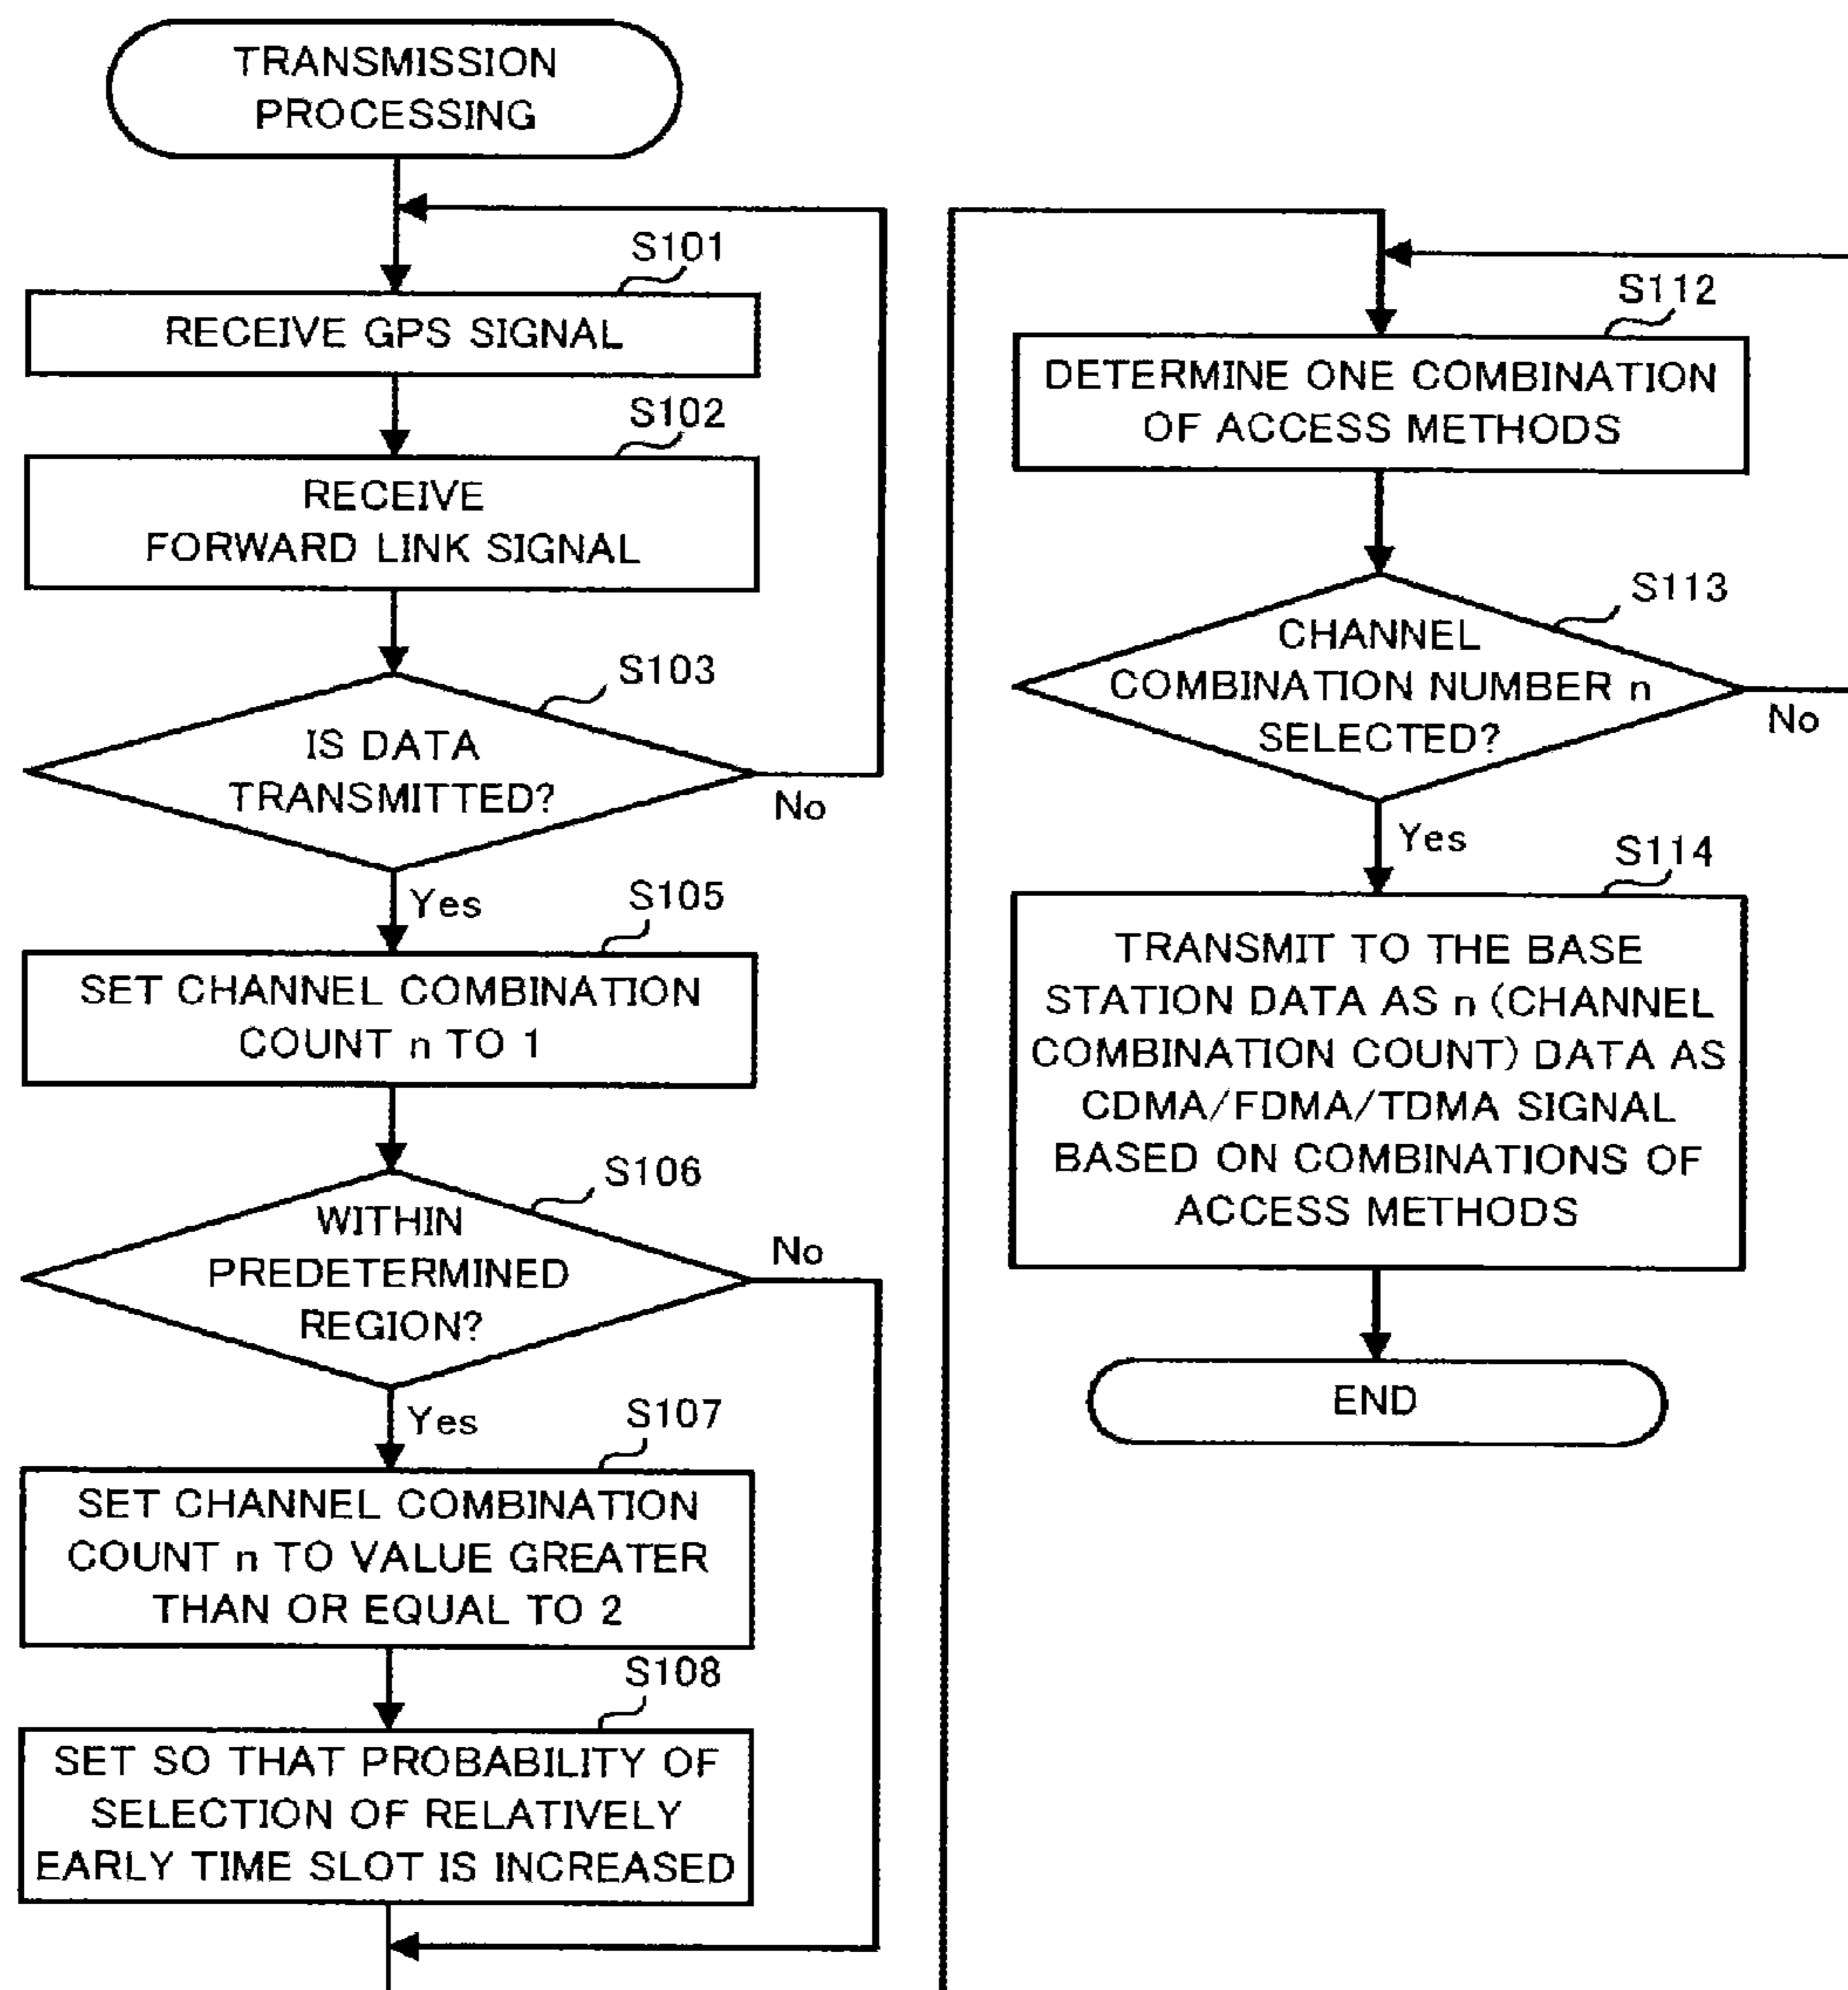 TRANSMISSION
PROCESSING
S101
RECEIVE GPS SIGNAL
S102
RECEIVE
FORWARD LINK SIGNAL
S103
IS DATA
TRANSMITTED?
No
Yes
S105
SET CHANNEL COMBINATION
COUNT n TO 1
S106
WITHIN
PREDETERMINED
REGION?
No
Yes
S107
SET CHANNEL COMBINATION
COUNT n TO VALUE GREATER
THAN OR EQUAL TO 2
S108
SET SO THAT PROBABILITY OF
SELECTION OF RELATIVELY
EARLY TIME SLOT IS INCREASED
S112
DETERMINE ONE COMBINATION
OF ACCESS METHODS
S113
CHANNEL
COMBINATION NUMBER n
SELECTED?
No
Yes
S114
TRANSMIT TO THE BASE
STATION DATA AS n (CHANNEL
COMBINATION COUNT) DATA AS
CDMA/FDMA/TDMA SIGNAL
BASED ON COMBINATIONS OF
ACCESS METHODS
END